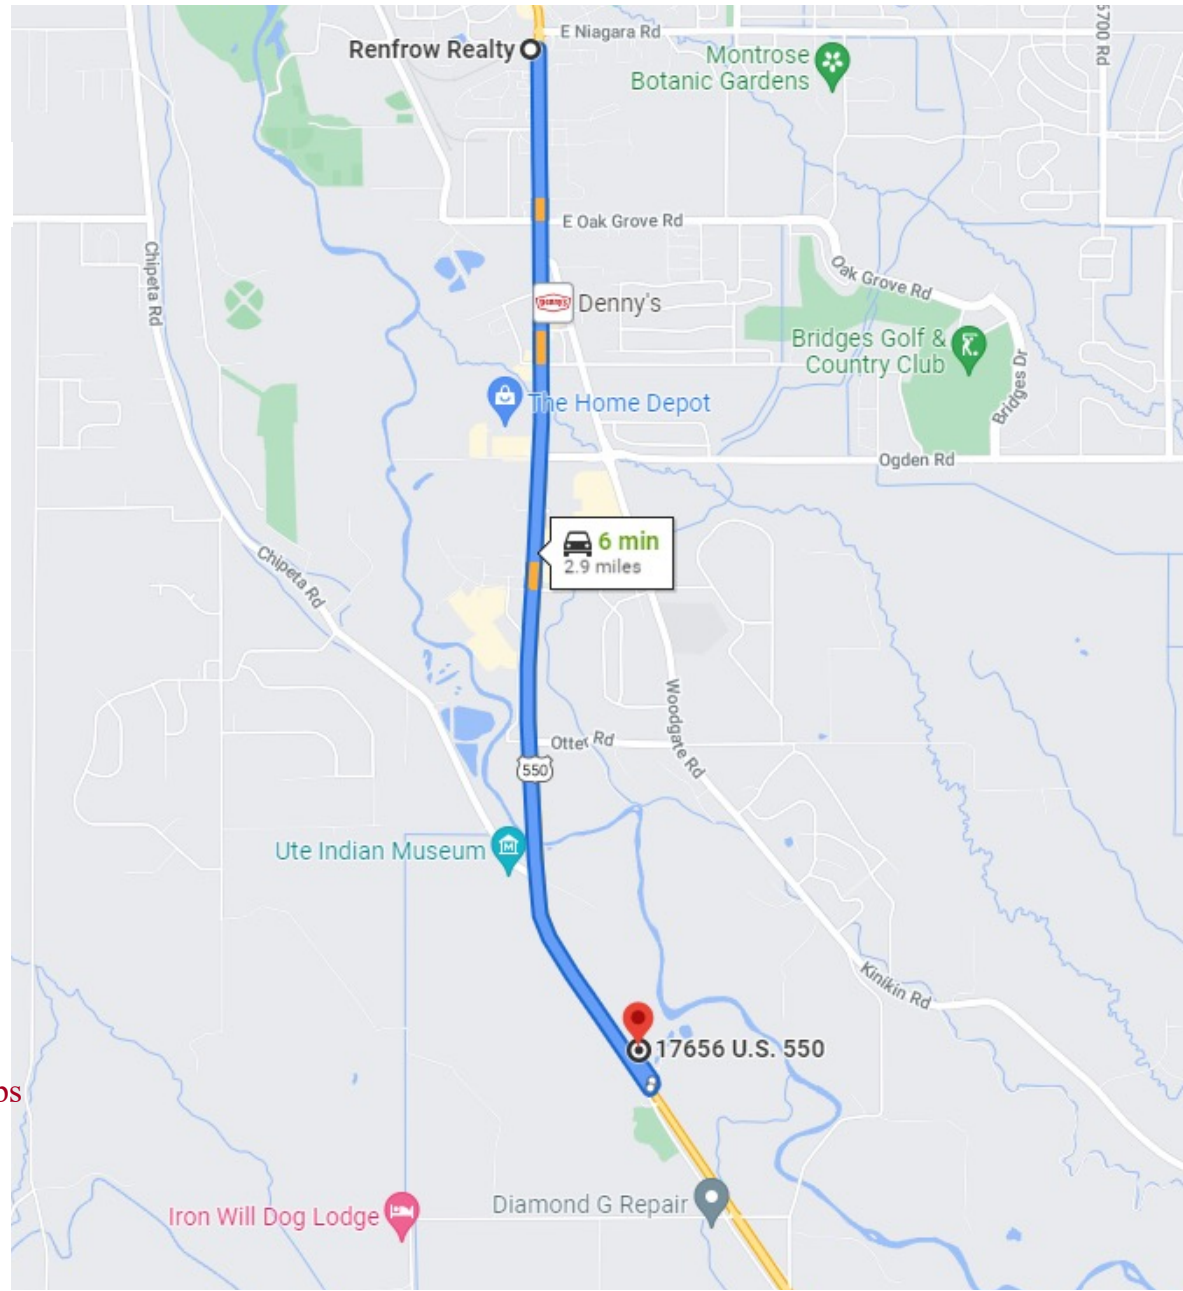 E Niagara Rd
Renfrow Realty
Montrose
Botanic Gardens
5700 Rd
E Oak Grove Rd
Oak Grove Rd
Chipeta Rd
DENNY'S
Denny's
Bridges Golf &
Country Club
Bridges Dr
The Home Depot
Ogden Rd
6 min
2.9 miles
Chipeta Rd
Woodgate Rd
Otter Rd
550
Ute Indian Museum
M
Kinikin Rd
17656 U.S. 550
Diamond G Repair
Iron Will Dog Lodge